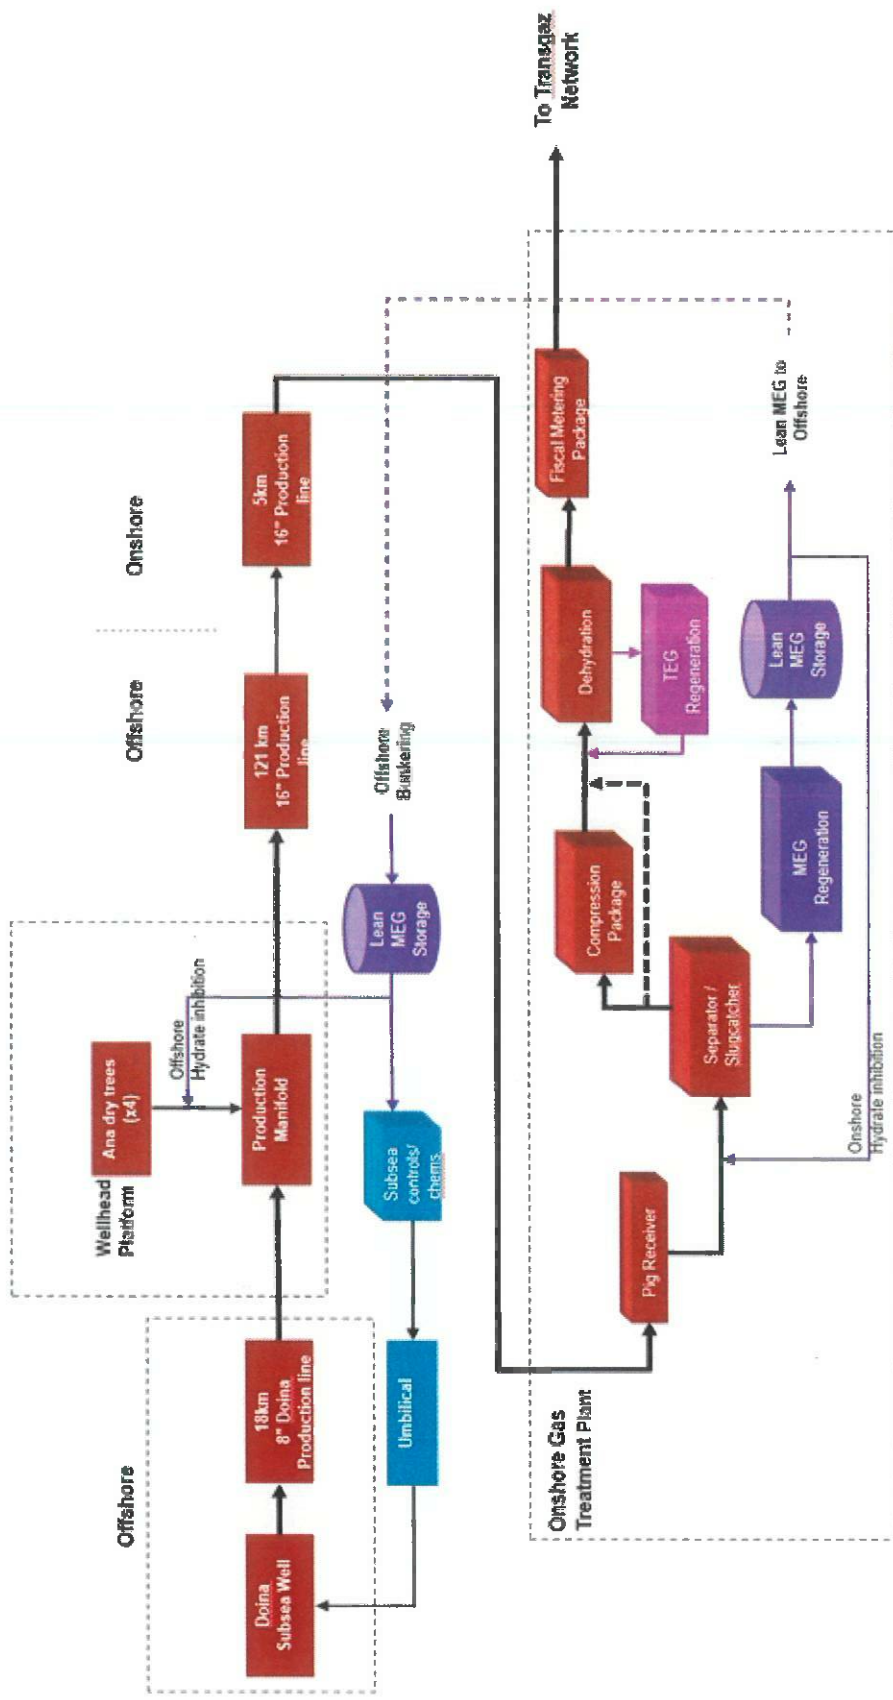 Offshore
Doina
Subsea Well
18km
8" Doina
Production line
Wellhead
Platform
Ana dry trees
(x4)
Offshore
Hydrate inhibition
Production
Manifold
Offshore
Onshore
121 km
16" Production
line
5km
16" Production
line
Umbilical
Subsea
controls/
chems
Lean
MEG
Storage
Offshore
Bunkering
Onshore Gas
Treatment Plant
Pig Receiver
Separator /
Slugcatcher
Compression
Package
Dehydration
Fiscal Metering
Package
To Transgaz
Network
TEG
Regeneration
MEG
Regeneration
Lean
MEG
Storage
Lean MEG to
Offshore
Onshore
Hydrate inhibition